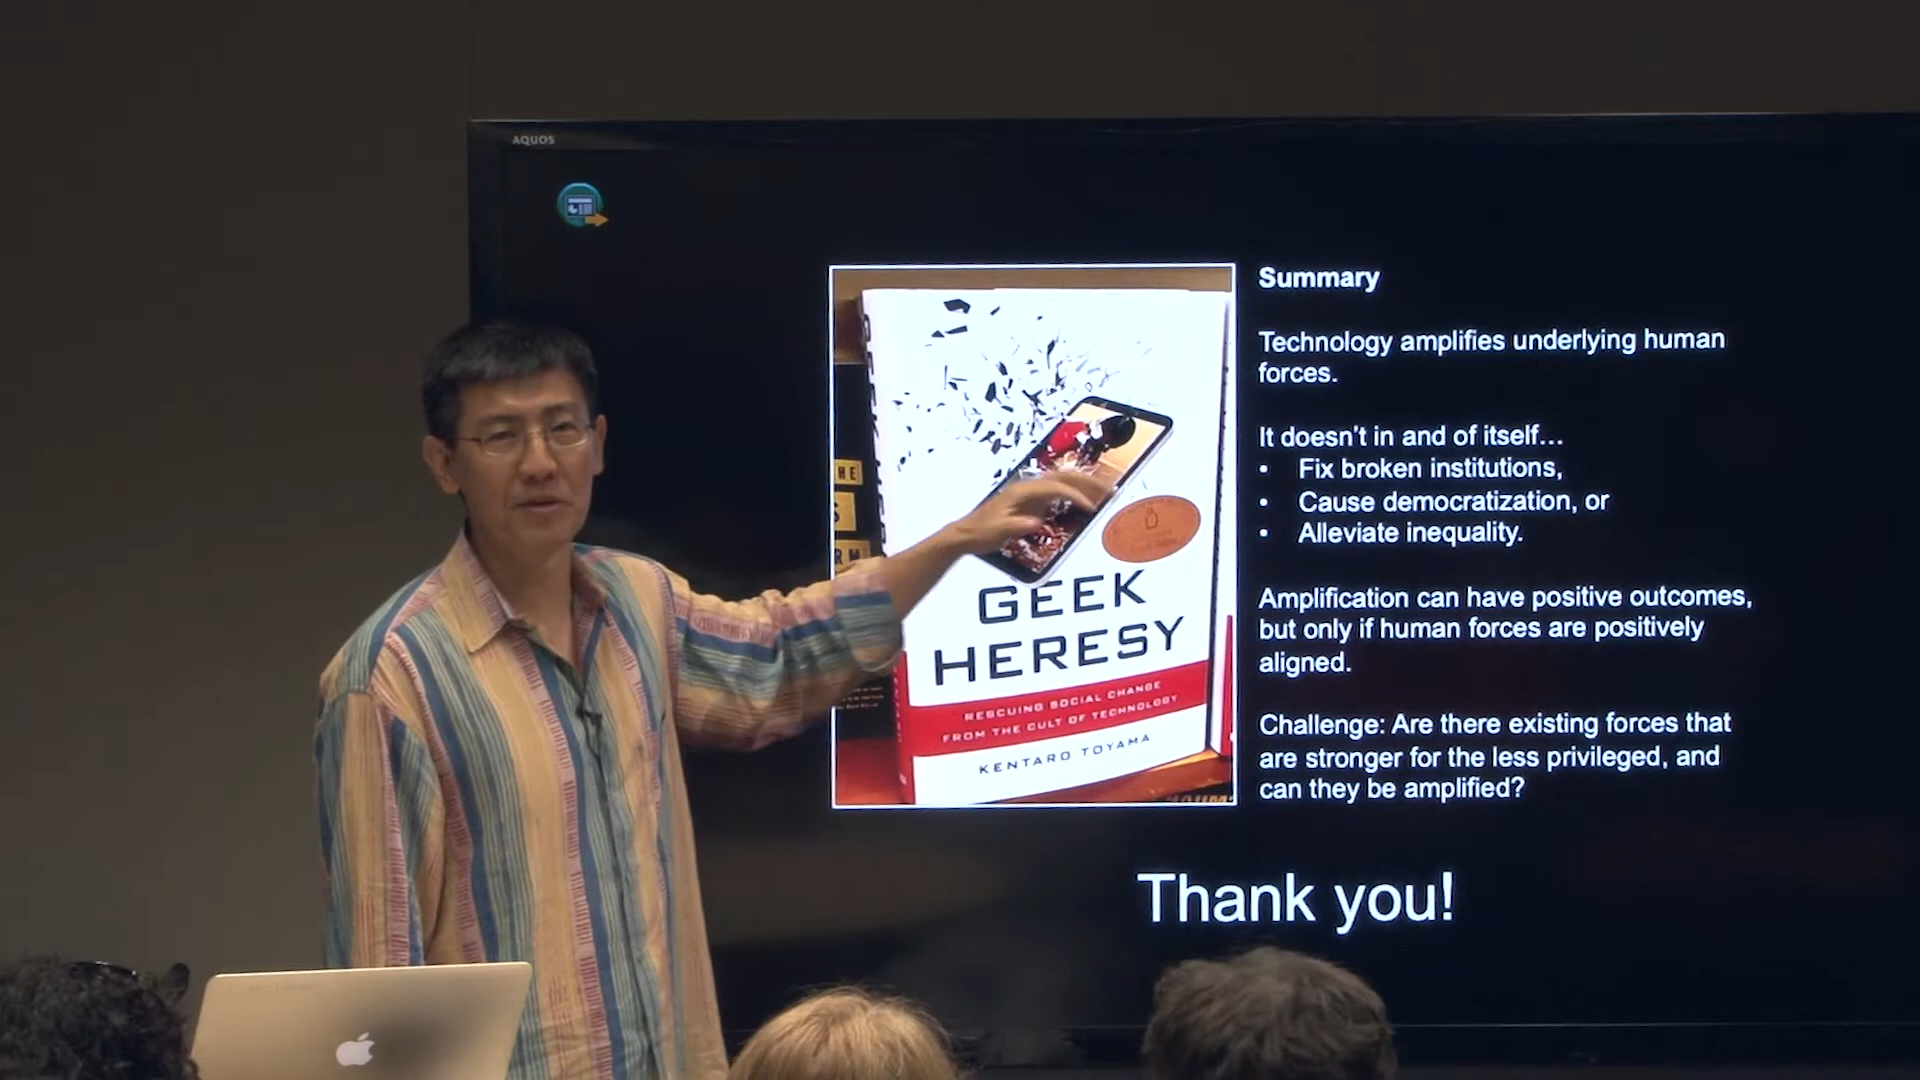 AQUOS
Summary
Technology amplifies underlying human
forces.
It doesn't in and of itself…
• Fix broken institutions,
• Cause democratization, or
• Alleviate inequality.
Amplification can have positive outcomes,
but only if human forces are positively
aligned.
Challenge: Are there existing forces that
are stronger for the less privileged, and
can they be amplified?
Thank you!
GEEK
HERESY
RESCUING SOCIAL CHANGE
FROM THE CULT OF TECHNOLOGY
KENTARO TOYAMA